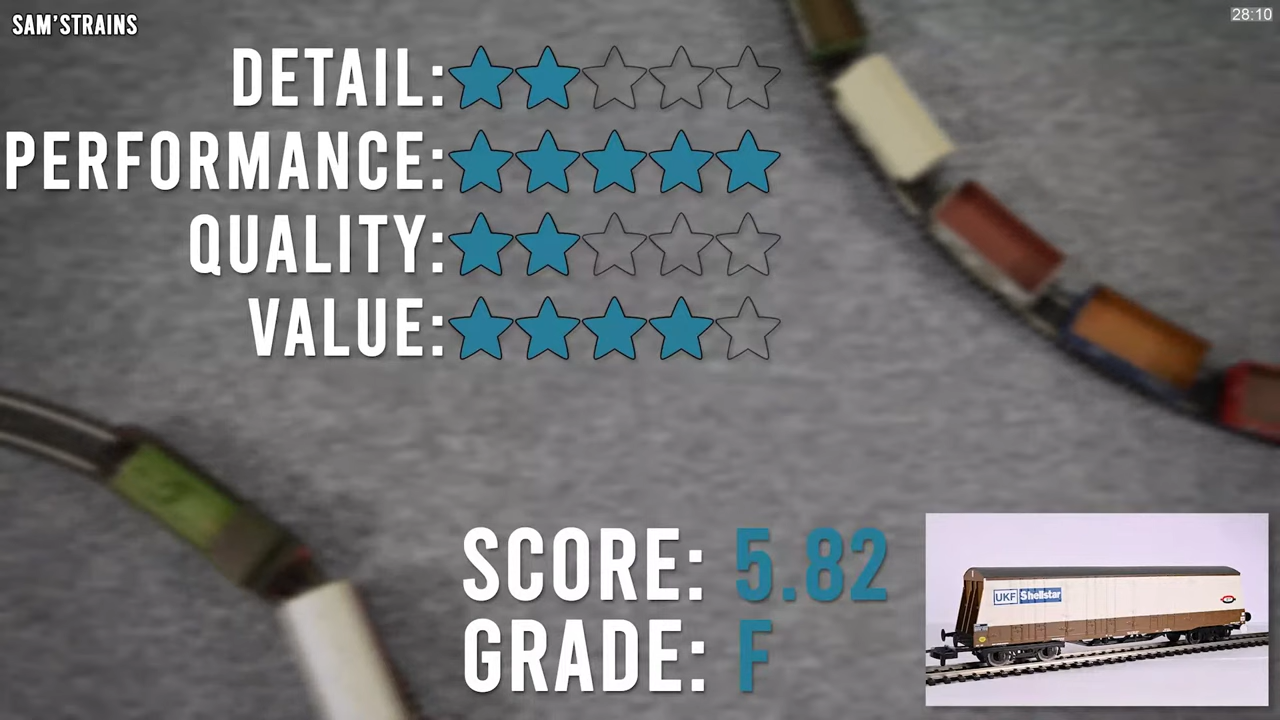 SAM'STRAINS
28:10
DETAIL:
PERFORMANCE:
QUALITY:
VALUE:
SCORE: 5.82
GRADE: F
UKF Shellstar